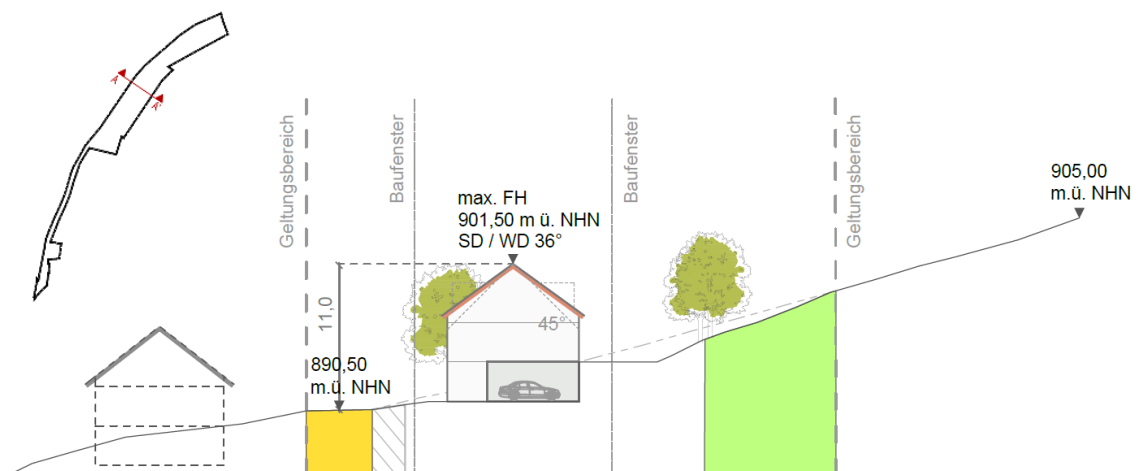 A
A'
Geltungsbereich
Baufenster
Baufenster
Geltungsbereich
max. FH
901,50 m ü. NHN
SD / WD 36°
905,00
m.ü. NHN
11,0
45°
890,50
m.ü. NHN